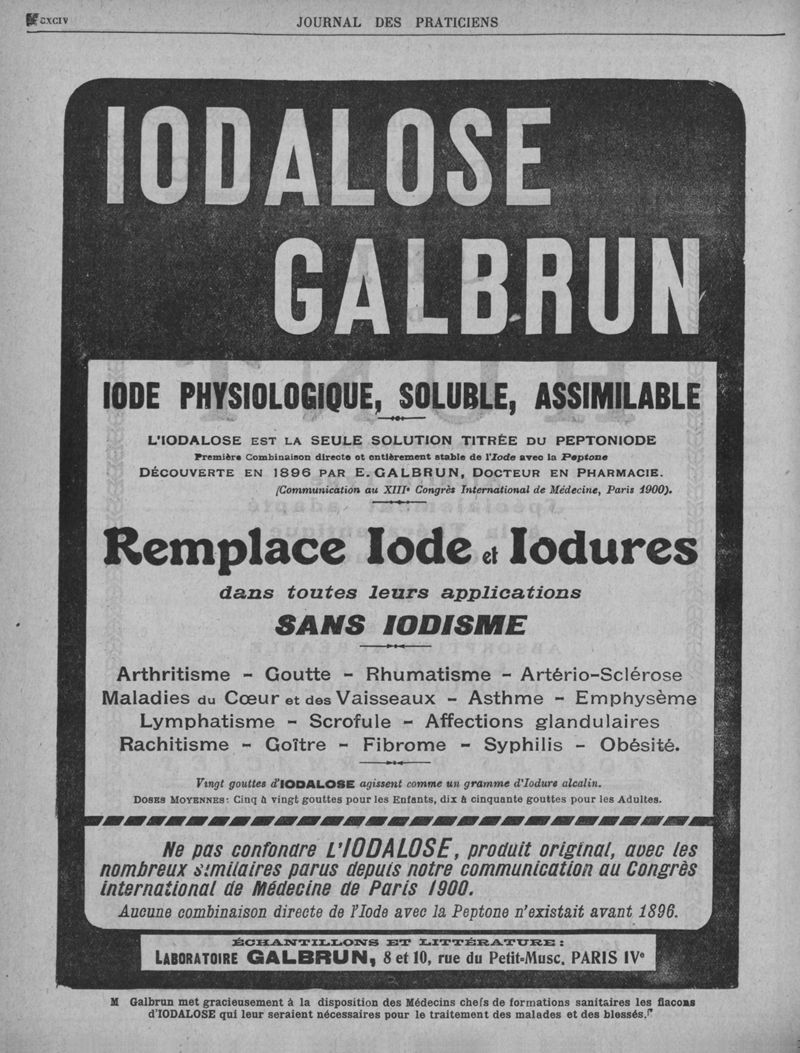 CXCIV
JOURNAL DES PRATICIENS
IODALOSE
GALBRUN
IODE PHYSIOLOGIQUE, SOLUBLE, ASSIMILABLE
L'IODALOSE EST LA SEULE SOLUTION TITRÉE DU PEPTONIODE
Première Combinaison directe et entièrement stable de l'Iode avec la Peptone
DÉCOUVERTE EN 1896 PAR E. GALBRUN, DOCTEUR EN PHARMACIE.
(Communication au XIIIe Congrès International de Médecine, Paris 1900).
Remplace Iode et Iodures
dans toutes leurs applications
SANS IODISME
Arthritisme - Goutte - Rhumatisme - Artério-Sclérose
Maladies du Cœur et des Vaisseaux - Asthme - Emphysème
Lymphatisme - Scrofule - Affections glandulaires
Rachitisme - Goître - Fibrome - Syphilis - Obésité.
Vingt gouttes d'IODALOSE agissent comme un gramme d'Iodure alcalin.
DOSES MOYENNES: Cinq à vingt gouttes pour les Enfants, dix à cinquante gouttes pour les Adultes.
Ne pas confondre L'IODALOSE, produit original, avec les
nombreux similaires parus depuis notre communication au Congrès
international de Médecine de Paris 1900.
Aucune combinaison directe de l'Iode avec la Peptone n'existait avant 1896.
ÉCHANTILLONS ET LITTÉRATURE:
LABORATOIRE GALBRUN, 8 et 10, rue du Petit-Musc, PARIS IVe
M Galbrun met gracieusement à la disposition des Médecins chefs de formations sanitaires les flacons
d'IODALOSE qui leur seraient nécessaires pour le traitement des malades et des blessés.